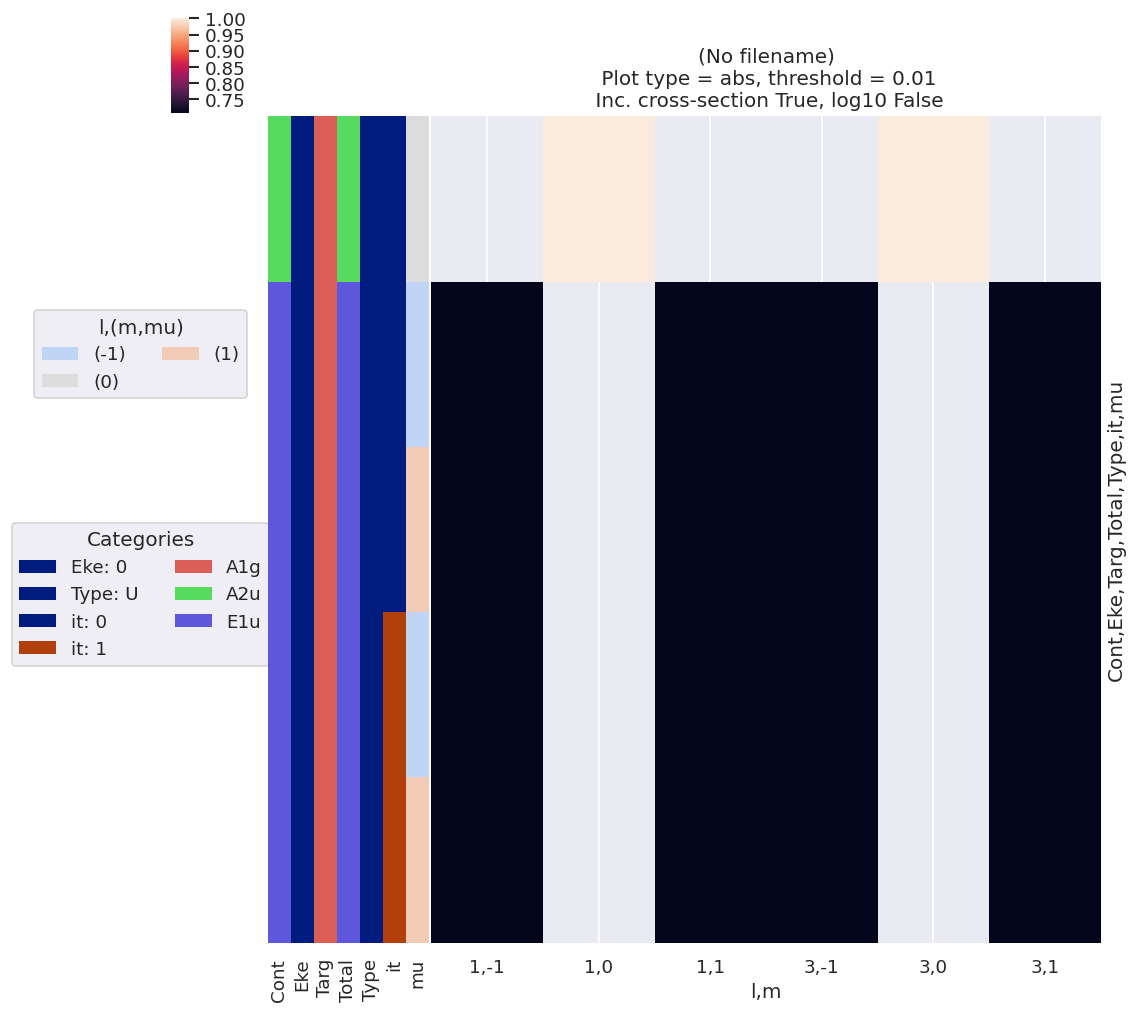 1.00
0.95
0.90
0.85
0.80
0.75
(No filename)
Plot type = abs, threshold = 0.01
Inc. cross-section True, log10 False
l,(m,mu)
(-1) (1)
(0)
Categories
Eke: 0 A1g
Type: U A2u
it: 0 E1u
it: 1
Cont,Eke,Targ,Total,Type,it,mu
Cont Eke Targ Total Type it mu 1,-1 1,0 1,1 3,-1 3,0 3,1
l,m